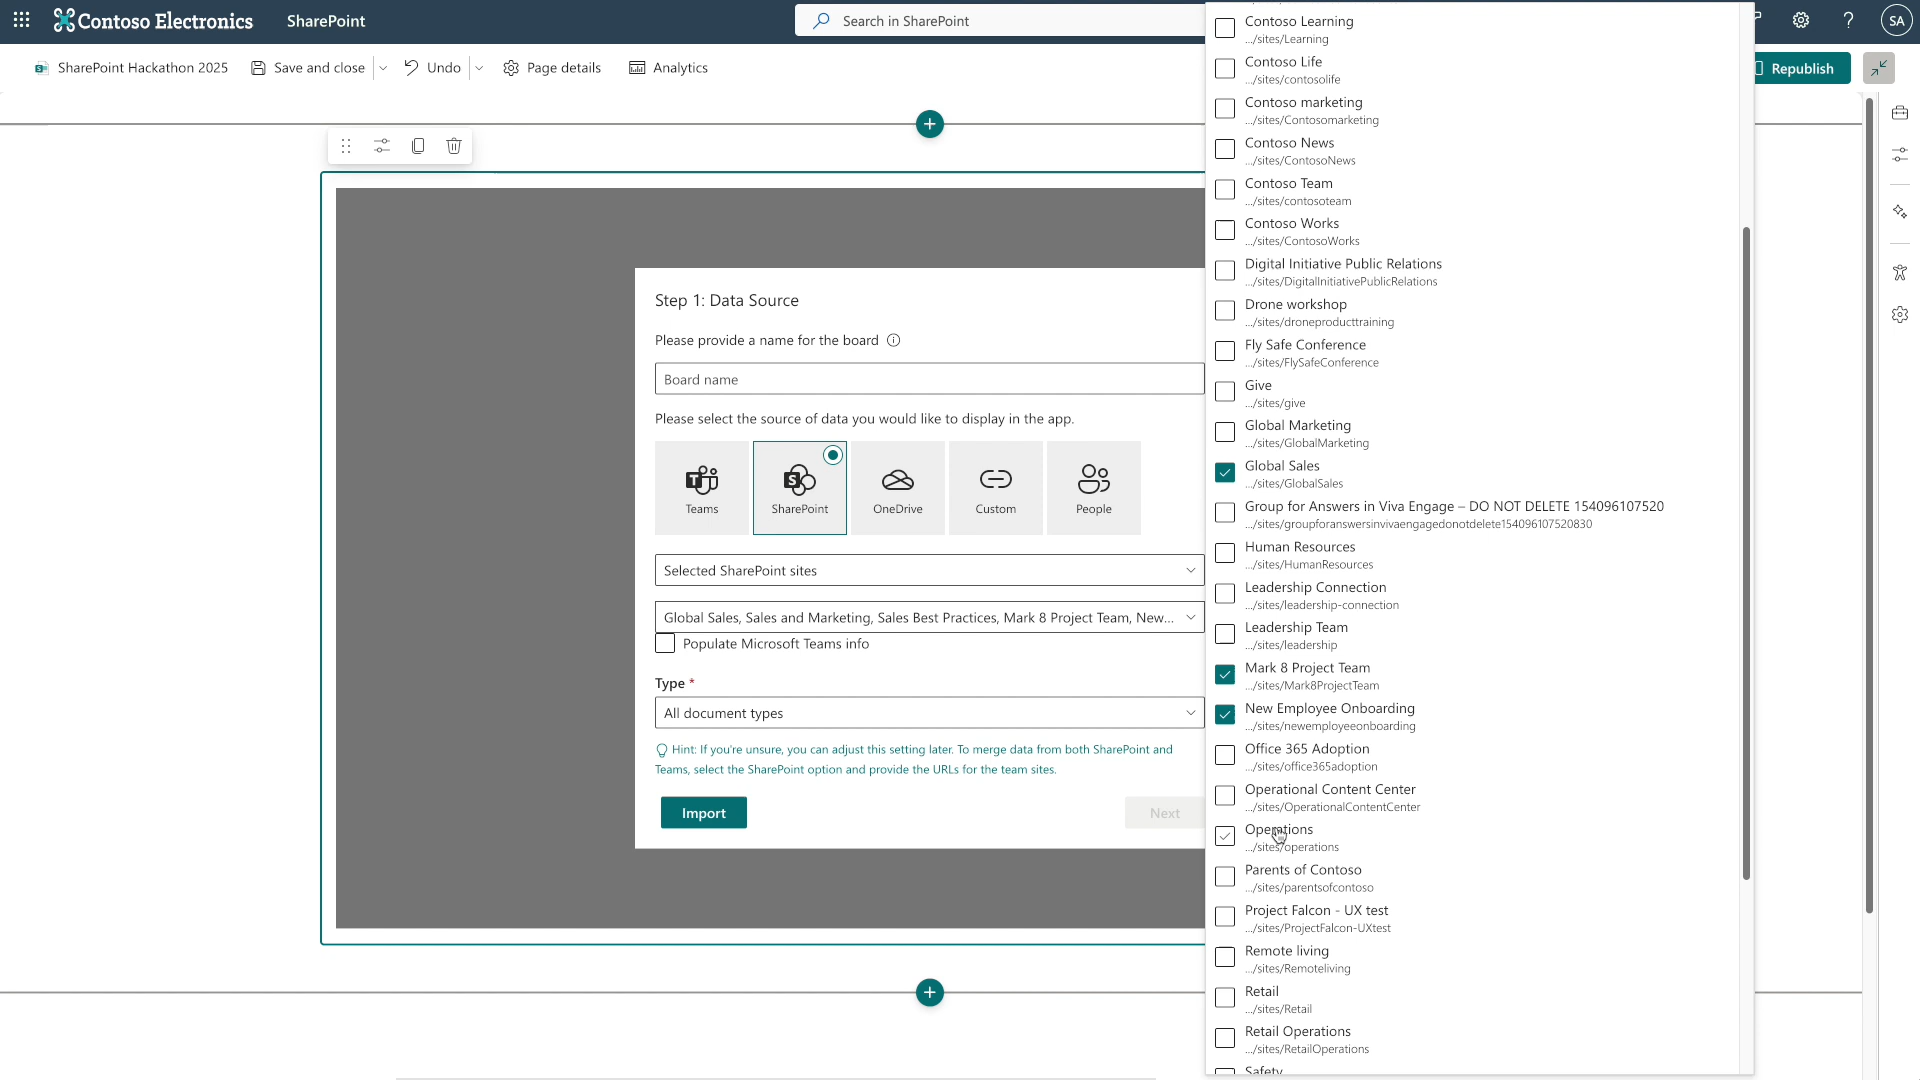 Contoso Electronics
SharePoint
Search in SharePoint
SA
SharePoint Hackathon 2025
Save and close
Undo
Page details
Analytics
Republish
Step 1: Data Source
Please provide a name for the board
Board name
Please select the source of data you would like to display in the app.
Teams
SharePoint
OneDrive
Custom
People
Selected SharePoint sites
Global Sales, Sales and Marketing, Sales Best Practices, Mark 8 Project Team, New...
Populate Microsoft Teams info
Type *
All document types
Hint: If you're unsure, you can adjust this setting later. To merge data from both SharePoint and
Teams, select the SharePoint option and provide the URLs for the team sites.
Import
Next
Contoso Learning
.../sites/Learning
Contoso Life
.../sites/contosolife
Contoso marketing
.../sites/Contosomarketing
Contoso News
.../sites/ContosoNews
Contoso Team
.../sites/contosoteam
Contoso Works
.../sites/ContosoWorks
Digital Initiative Public Relations
.../sites/DigitalInitiativePublicRelations
Drone workshop
.../sites/droneproducttraining
Fly Safe Conference
.../sites/FlySafeConference
Give
.../sites/give
Global Marketing
.../sites/GlobalMarketing
Global Sales
.../sites/GlobalSales
Group for Answers in Viva Engage – DO NOT DELETE 154096107520
.../sites/groupforanswersinvivaengagedonotdelete154096107520830
Human Resources
.../sites/HumanResources
Leadership Connection
.../sites/leadership-connection
Leadership Team
.../sites/leadership
Mark 8 Project Team
.../sites/Mark8ProjectTeam
New Employee Onboarding
.../sites/newemployeeonboarding
Office 365 Adoption
.../sites/office365adoption
Operational Content Center
.../sites/OperationalContentCenter
Operations
.../sites/operations
Parents of Contoso
.../sites/parentsofcontoso
Project Falcon - UX test
.../sites/ProjectFalcon-UXtest
Remote living
.../sites/Remoteliving
Retail
.../sites/Retail
Retail Operations
.../sites/RetailOperations
Safety